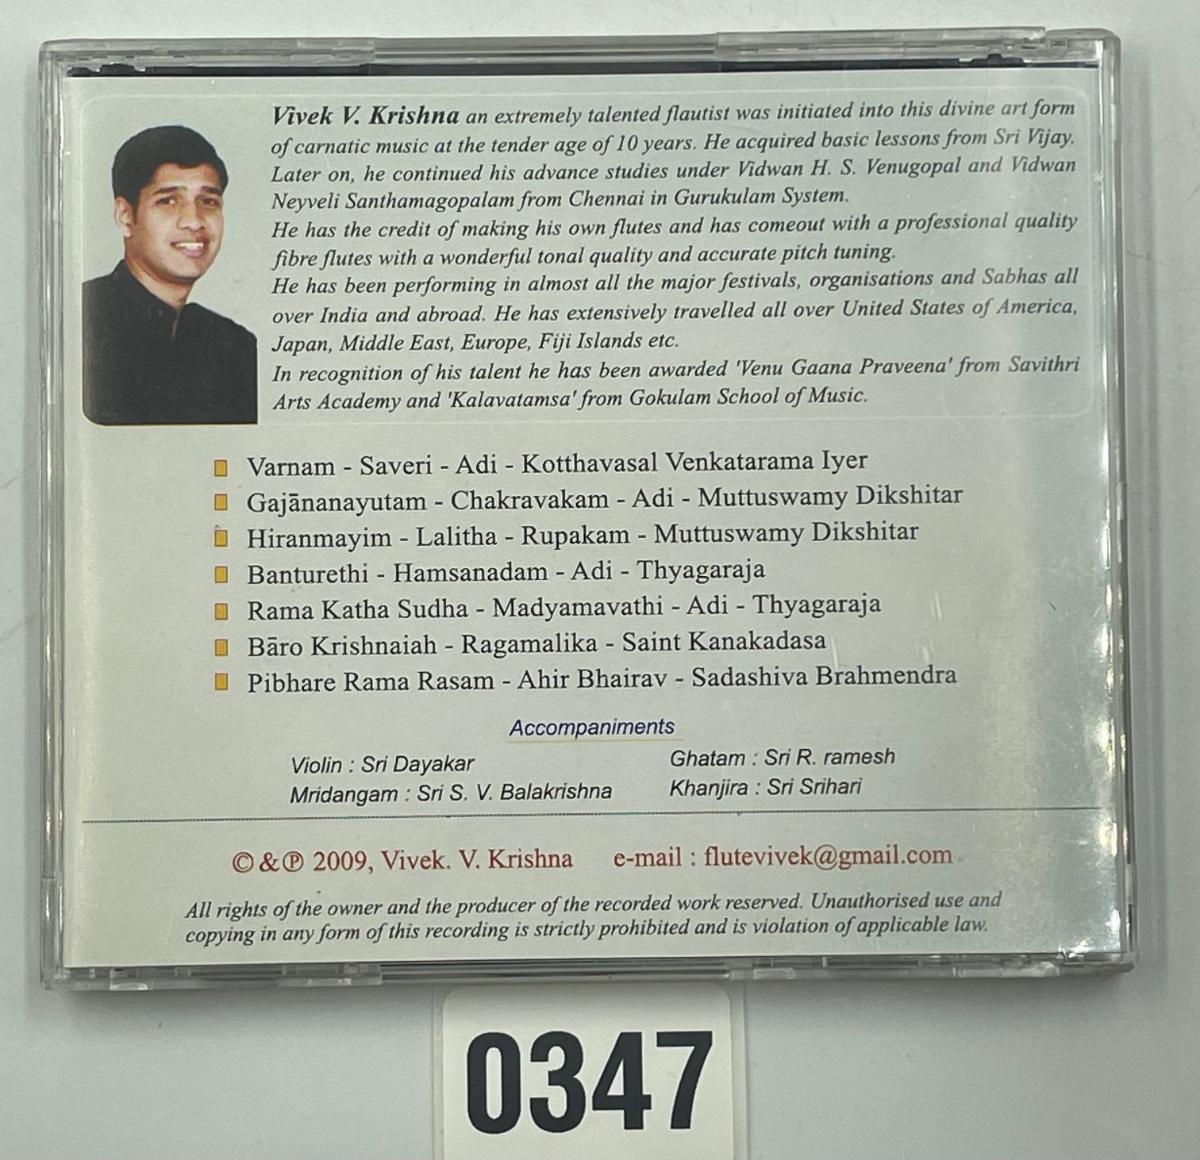 Vivek V. Krishna an extremely talented flautist was initiated into this divine art form
of carnatic music at the tender age of 10 years. He acquired basic lessons from Sri Vijay.
Later on, he continued his advance studies under Vidwan H. S. Venugopal and Vidwan
Neyveli Santhamagopalam from Chennai in Gurukulam System.
He has the credit of making his own flutes and has comeout with a professional quality
fibre flutes with a wonderful tonal quality and accurate pitch tuning.
He has been performing in almost all the major festivals, organisations and Sabhas all
over India and abroad. He has extensively travelled all over United States of America,
Japan, Middle East, Europe, Fiji Islands etc.
In recognition of his talent he has been awarded 'Venu Gaana Praveena' from Savithri
Arts Academy and 'Kalavatamsa' from Gokulam School of Music.
Varnam - Saveri - Adi - Kotthavasal Venkatarama Iyer
Gajānanayutam - Chakravakam - Adi - Muttuswamy Dikshitar
Hiranmayim - Lalitha - Rupakam - Muttuswamy Dikshitar
Banturethi - Hamsanadam - Adi - Thyagaraja
Rama Katha Sudha - Madyamavathi - Adi - Thyagaraja
Bāro Krishnaiah - Ragamalika - Saint Kanakadasa
Pibhare Rama Rasam - Ahir Bhairav - Sadashiva Brahmendra
Accompaniments
Violin : Sri Dayakar
Mridangam : Sri S. V. Balakrishna
Ghatam : Sri R. ramesh
Khanjira : Sri Srihari
© & ℗ 2009, Vivek. V. Krishna e-mail : flutevivek@gmail.com
All rights of the owner and the producer of the recorded work reserved. Unauthorised use and
copying in any form of this recording is strictly prohibited and is violation of applicable law.
0347